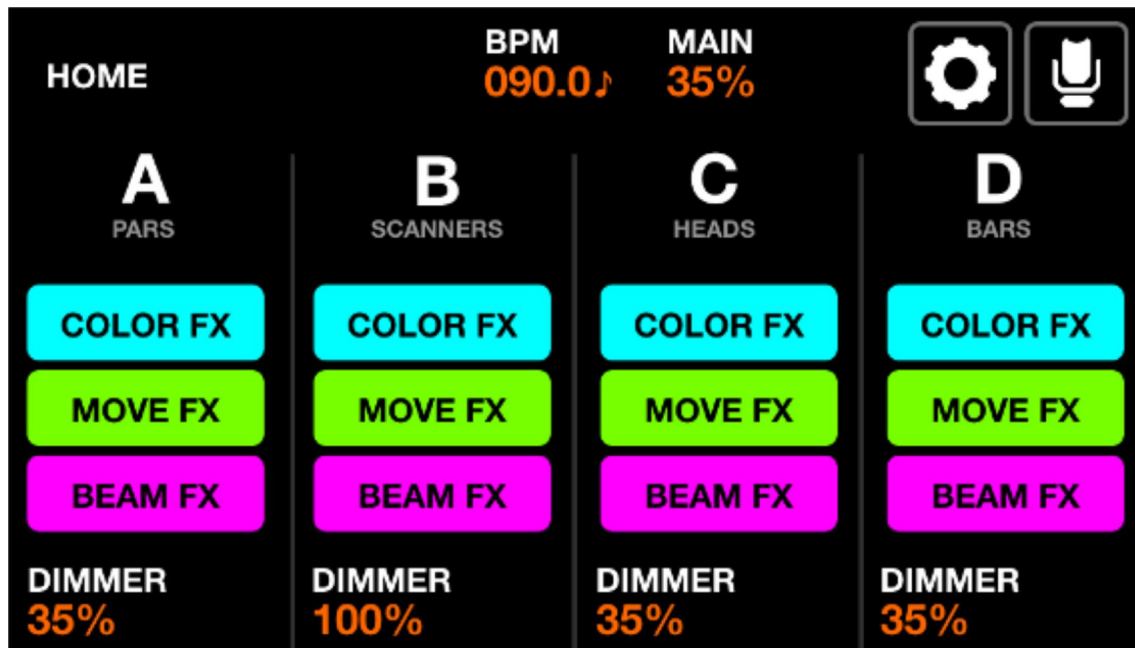 HOME
BPM
090.0♪
MAIN
35%
A
PARS
COLOR FX
MOVE FX
BEAM FX
DIMMER
35%
B
SCANNERS
COLOR FX
MOVE FX
BEAM FX
DIMMER
100%
C
HEADS
COLOR FX
MOVE FX
BEAM FX
DIMMER
35%
D
BARS
COLOR FX
MOVE FX
BEAM FX
DIMMER
35%